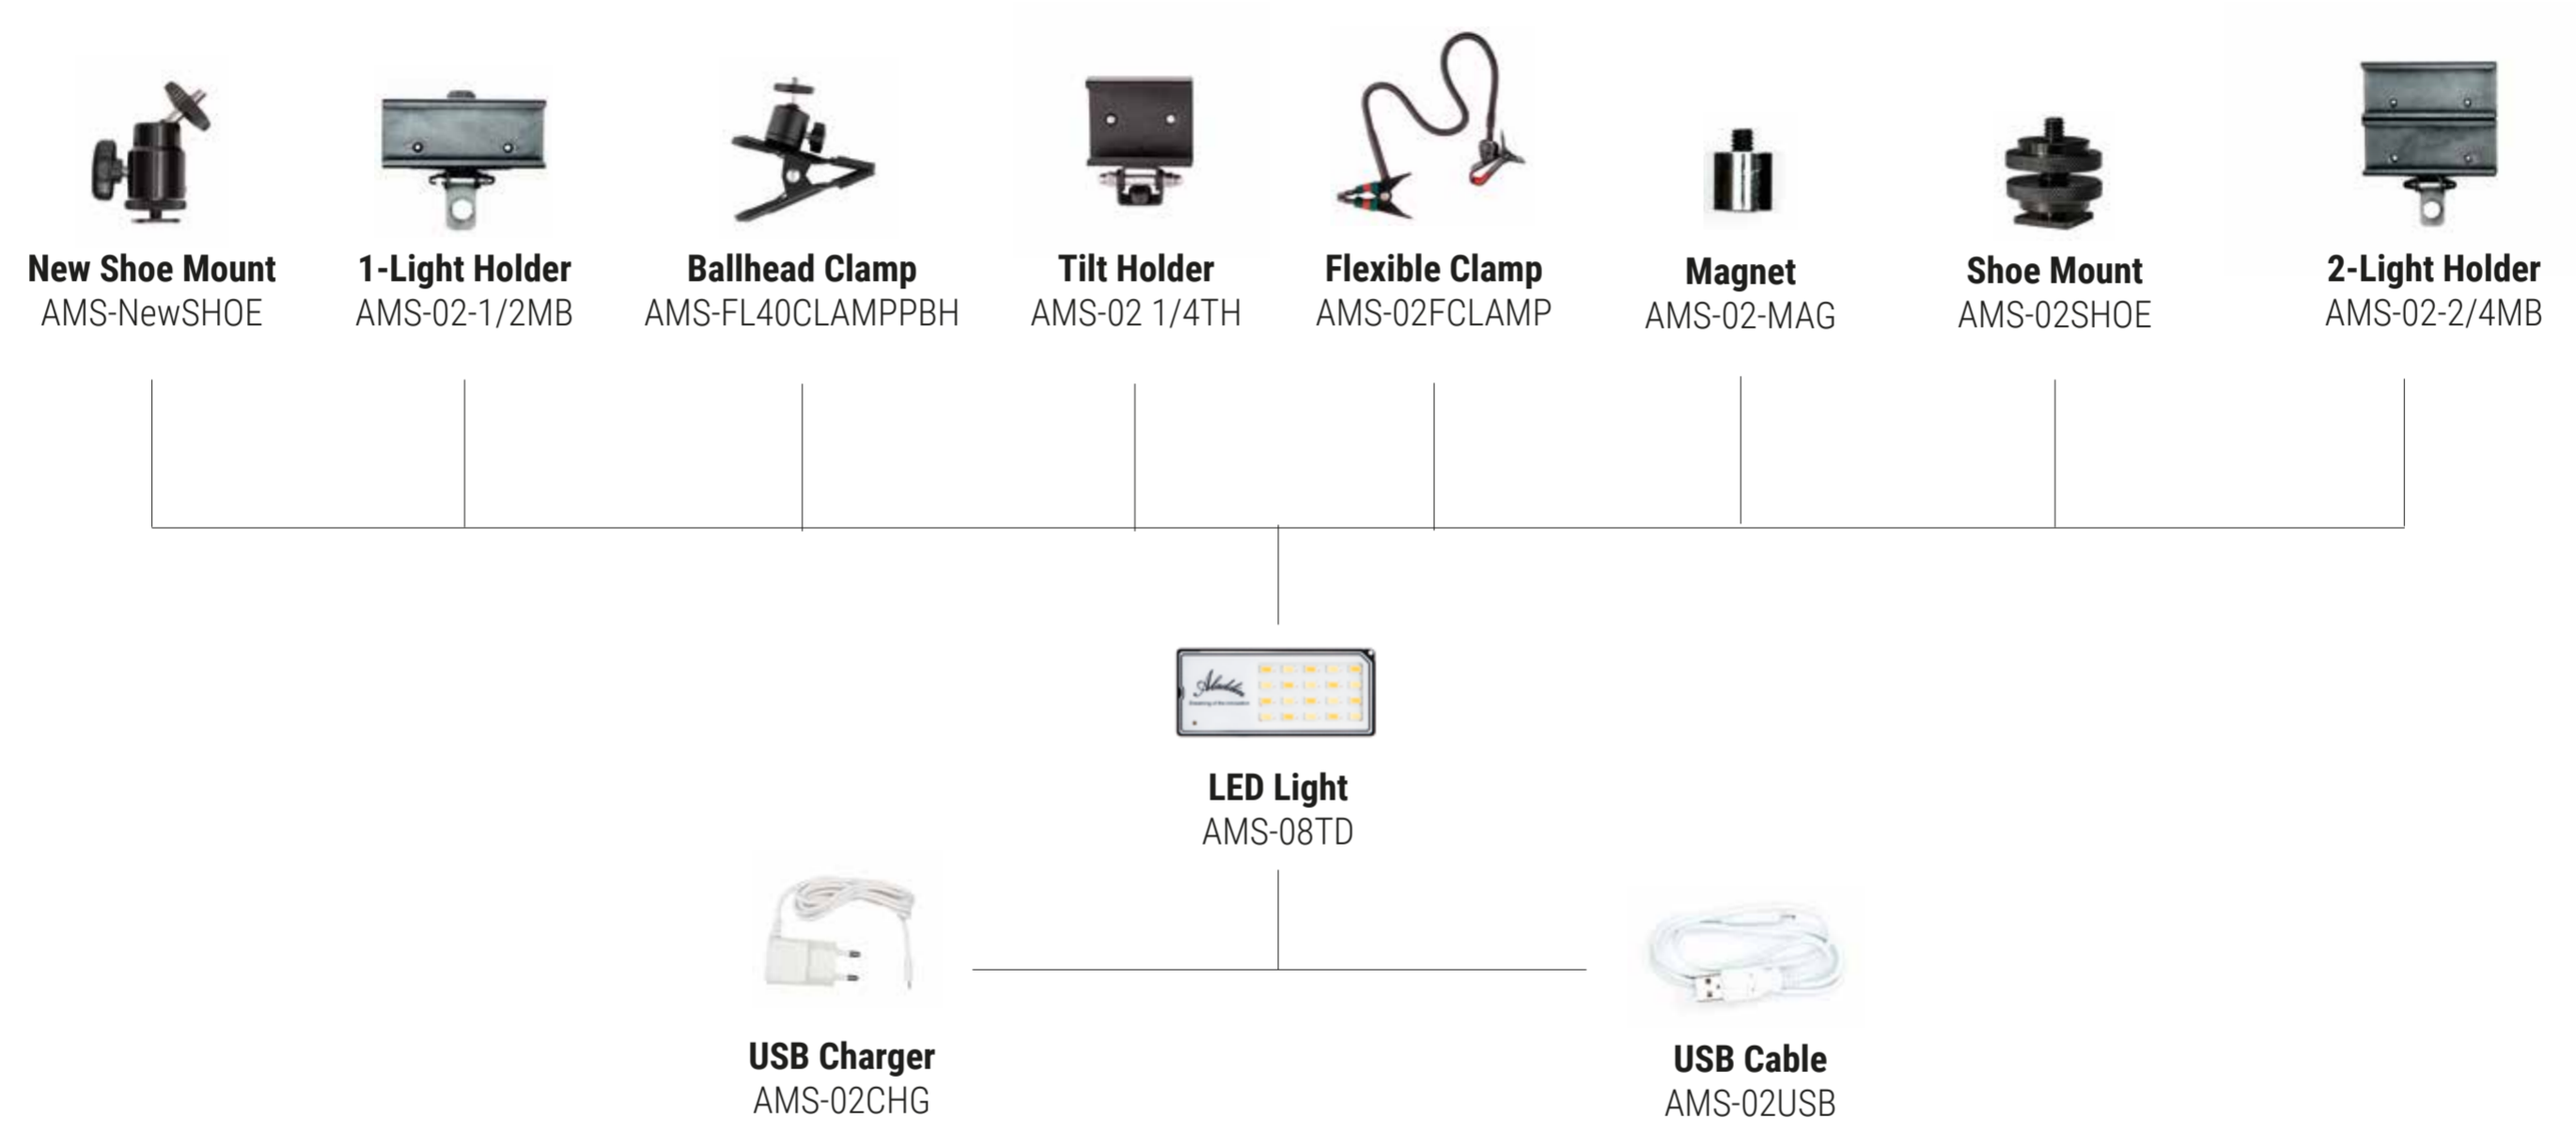 New Shoe Mount
AMS-NewSHOE
1-Light Holder
AMS-02-1/2MB
Ballhead Clamp
AMS-FL40CLAMPPBH
Tilt Holder
AMS-02 1/4TH
Flexible Clamp
AMS-02FCLAMP
Magnet
AMS-02-MAG
Shoe Mount
AMS-02SHOE
2-Light Holder
AMS-02-2/4MB
Aladdin
LED Light
AMS-08TD
USB Charger
AMS-02CHG
USB Cable
AMS-02USB